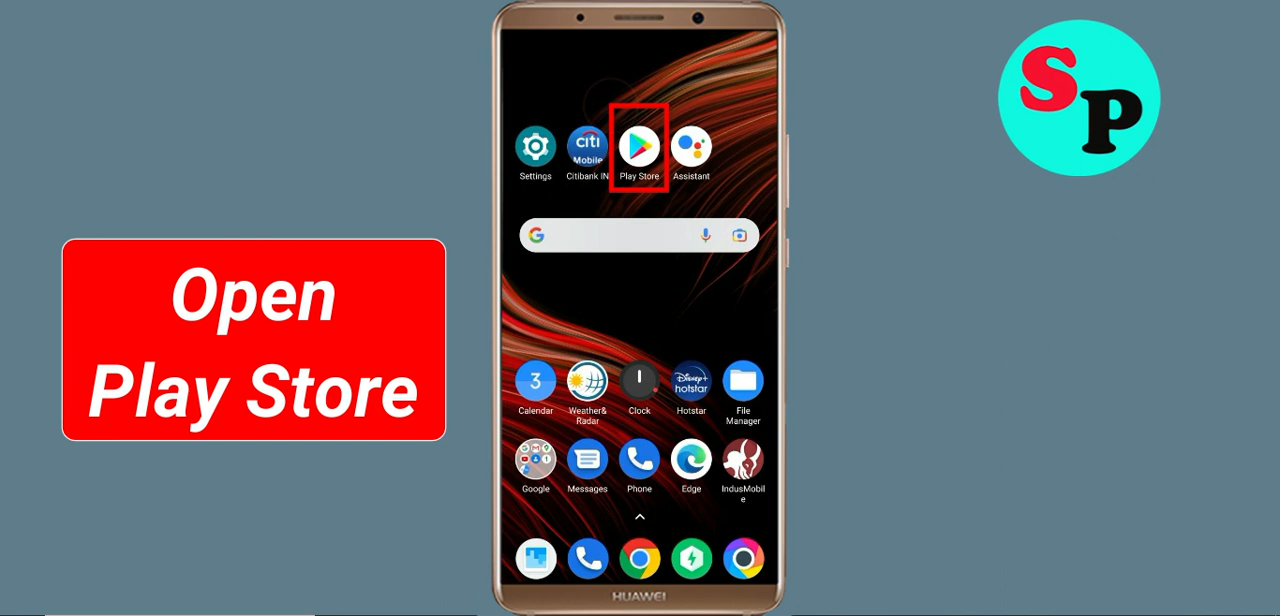 SP
Settings
citi
Mobile
Citibank IN
Play Store
Assistant
Open
Play Store
3
Calendar
Weather&
Radar
Clock
Disney+
hotstar
Hotstar
File
Manager
Google
Messages
Phone
Edge
IndusMobil
e
HUAWEI